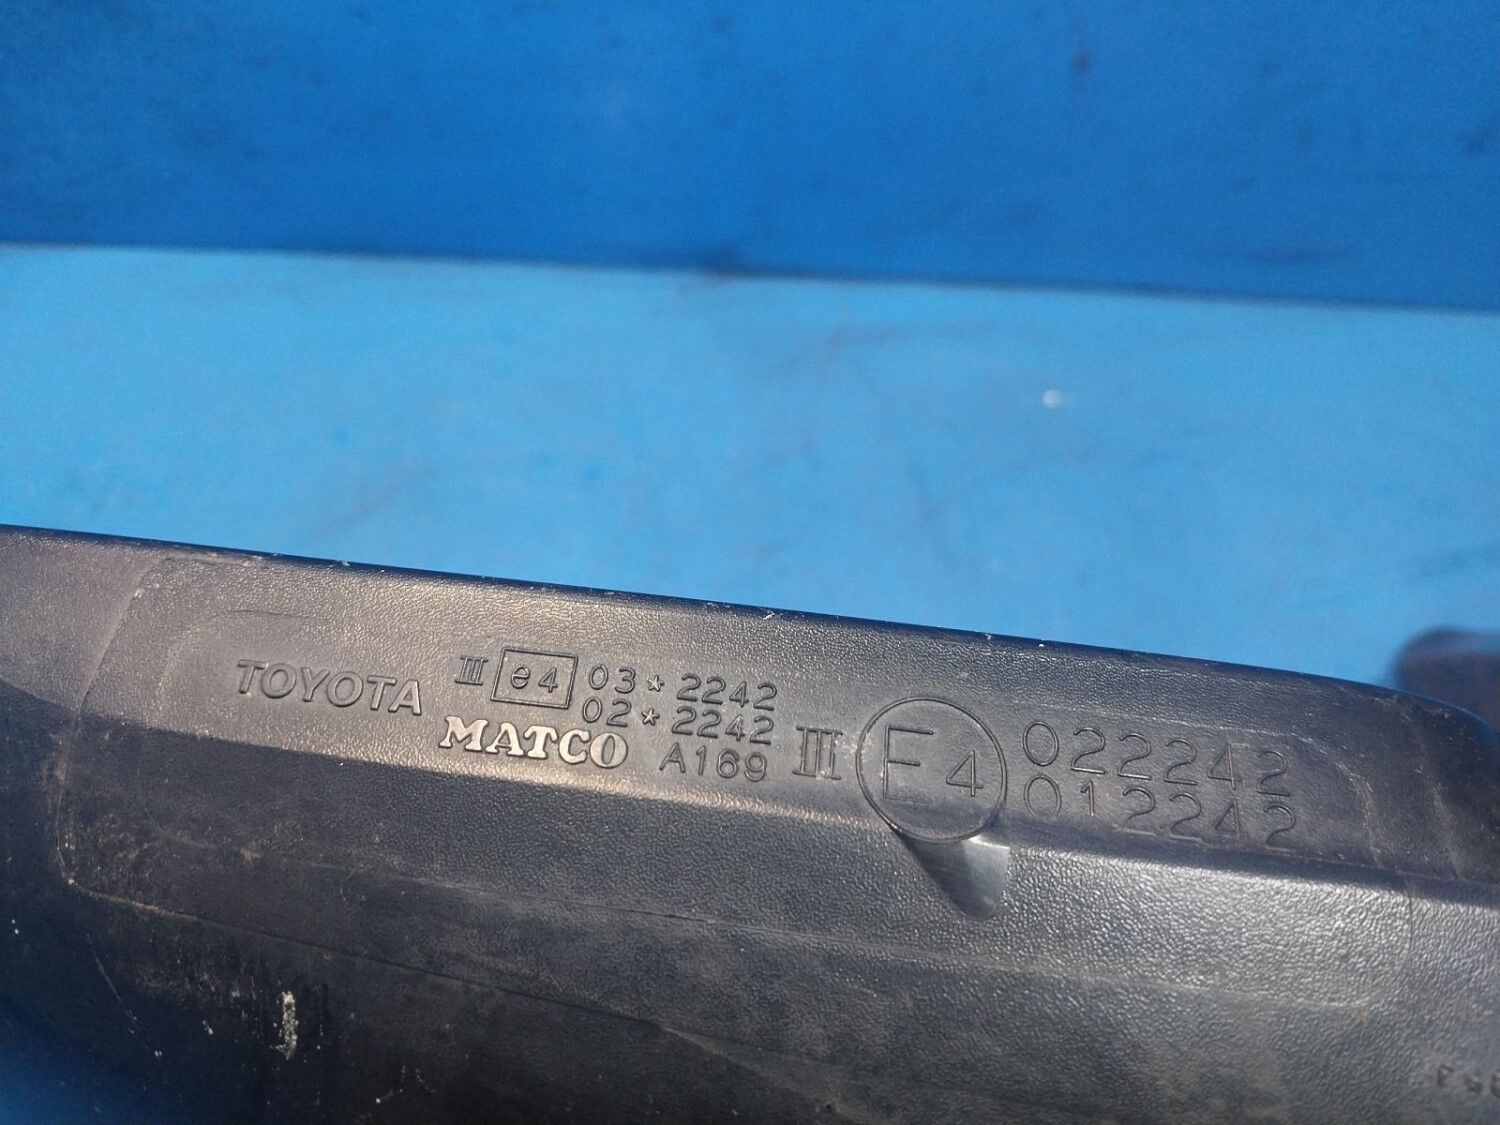 TOYOTA
III e4 03*2242
02*2242
MATCO A169
III E4 022242
012242